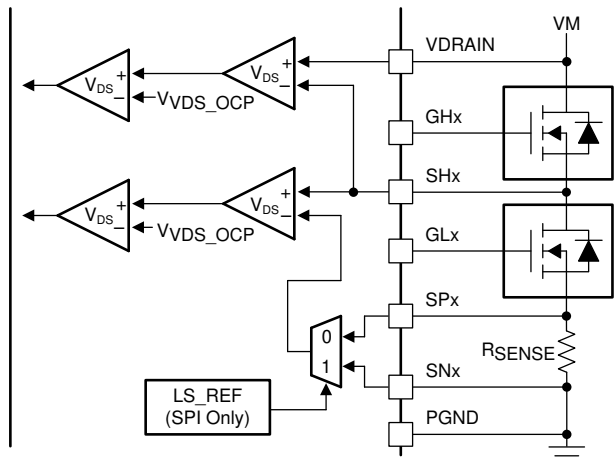 VM
VDRAIN
+
VDS
−
+
VDS
−
VVDS_OCP
GHx
SHx
+
VDS
−
+
VDS
−
VVDS_OCP
GLx
SPx
0
1
RSENSE
SNx
LS_REF
(SPI Only)
PGND